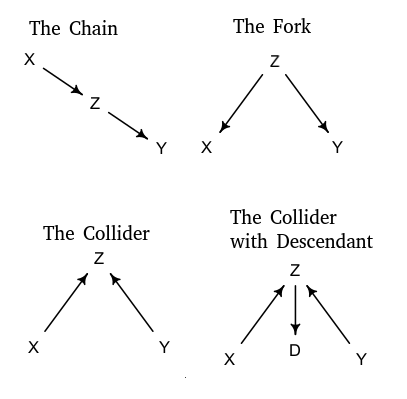 The Chain
X
Z
Y
The Fork
Z
X
Y
The Collider
Z
X
Y
The Collider
with Descendant
Z
D
X
Y